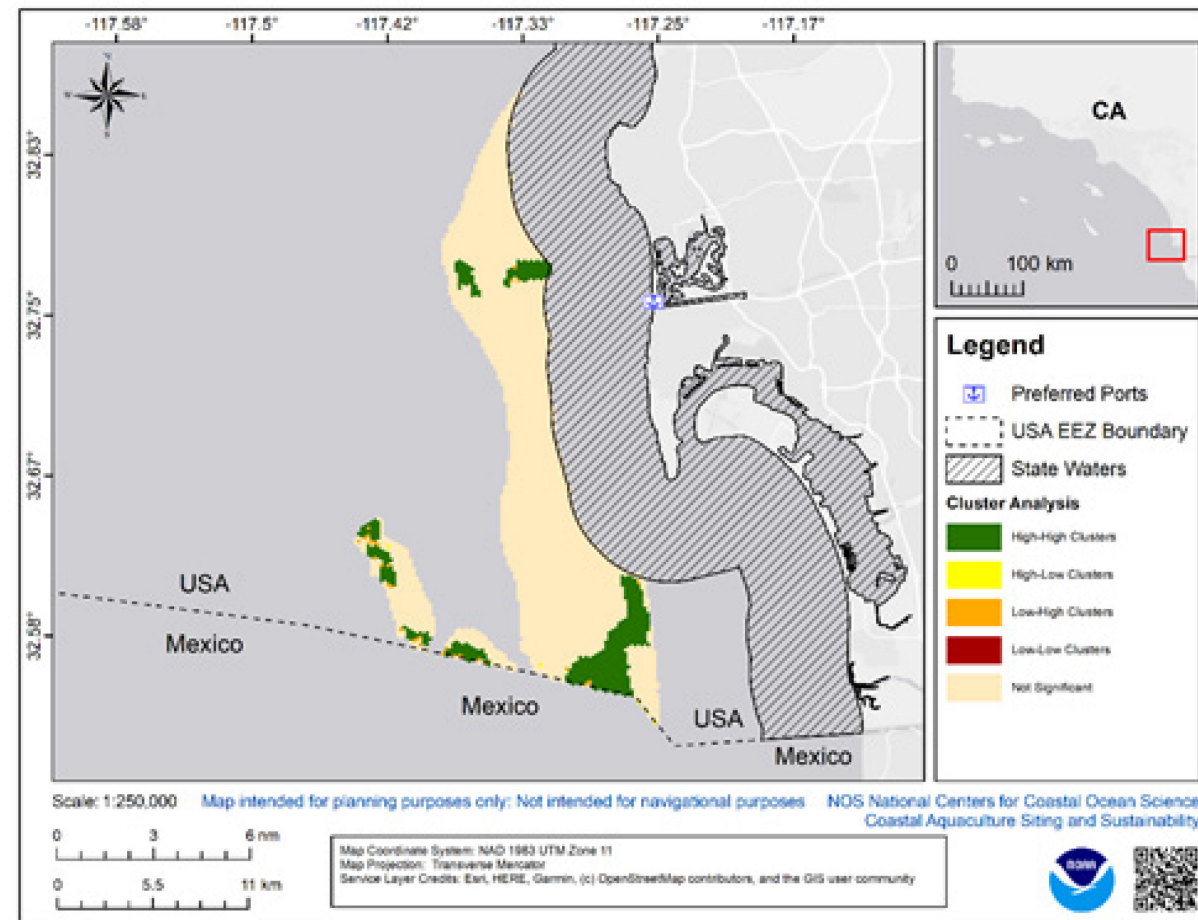 -117.58° -117.5° -117.42° -117.33° -117.25° -117.17°
32.83°
32.75°
32.67°
32.58°
USA
Mexico
Mexico
USA
Mexico
CA
0 100 km
Legend
Preferred Ports
USA EEZ Boundary
State Waters
Cluster Analysis
High-High Clusters
High-Low Clusters
Low-High Clusters
Low-Low Clusters
Not Significant
Scale: 1:250,000 Map intended for planning purposes only: Not intended for navigational purposes NOS National Centers for Coastal Ocean Science
Coastal Aquaculture Siting and Sustainability
0 3 6 nm
0 5.5 11 km
Map Coordinate System: NAD 1983 UTM Zone 11
Map Projection: Transverse Mercator
Service Layer Credits: Esri, HERE, Garmin, (c) OpenStreetMap contributors, and the GIS user community
NOAA